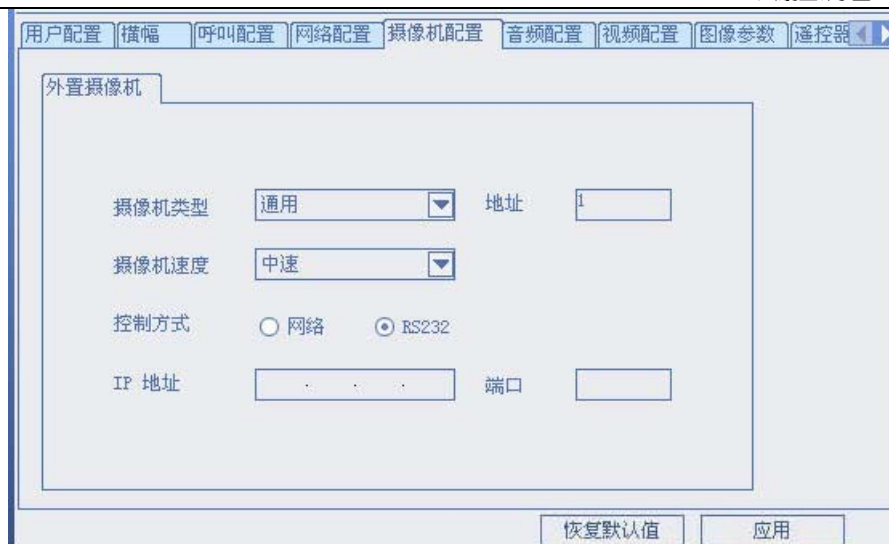 用户配置 横幅 呼叫配置 网络配置 摄像机配置 音频配置 视频配置 图像参数 遥控器
外置摄像机
摄像机类型 通用 地址 1
摄像机速度 中速
控制方式 网络 RS232
IP 地址 . . . 端口
恢复默认值 应用